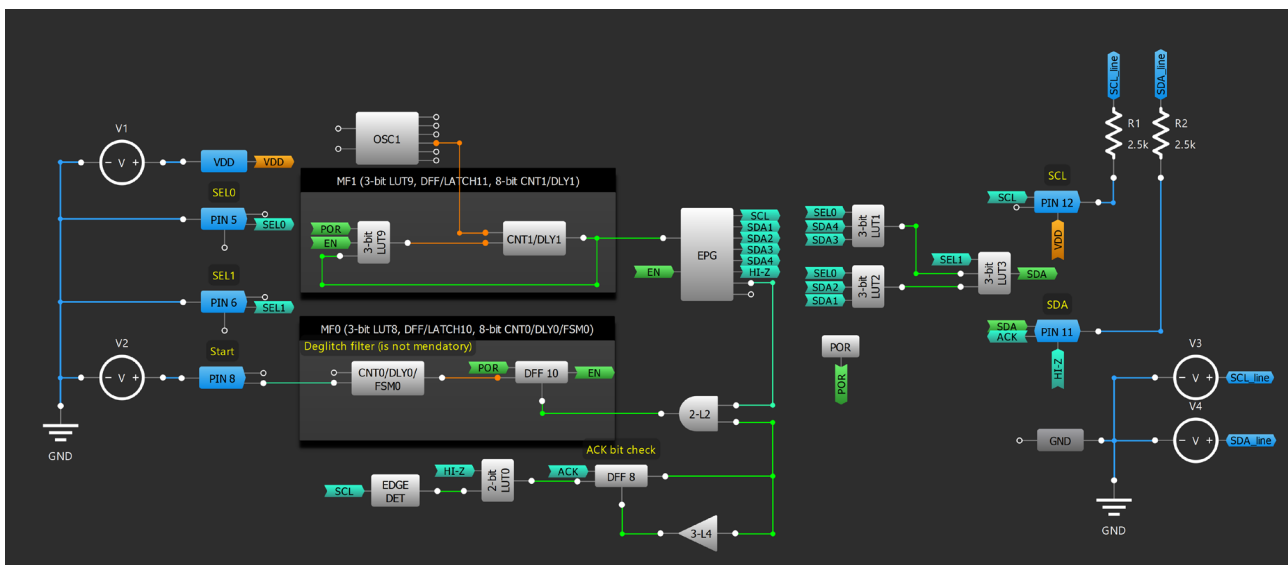 V1
- V +
VDD
VDD
SEL0
PIN 5
SEL0
SEL1
PIN 6
SEL1
V2
- V +
Start
PIN 8
GND
OSC1
MF1 (3-bit LUT9, DFF/LATCH11, 8-bit CNT1/DLY1)
POR
EN
3-bit
LUT9
CNT1/DLY1
MF0 (3-bit LUT8, DFF/LATCH10, 8-bit CNT0/DLY0/FSM0)
Deglitch filter (is not mendatory)
CNT0/DLY0/
FSM0
POR
DFF 10
EN
2-L2
ACK bit check
SCL
EDGE
DET
HI-Z
2-bit
LUT0
ACK
DFF 8
3-L4
EN
EPG
SCL
SDA1
SDA2
SDA3
SDA4
HI-Z
SEL0
SDA4
SDA3
3-bit
LUT1
SEL0
SDA2
SDA1
3-bit
LUT2
SEL1
3-bit
LUT3
SDA
POR
POR
SCL_line
SDA_line
R1
2.5k
R2
2.5k
SCL
SCL
PIN 12
VDD
SDA
SDA
ACK
PIN 11
HI-Z
V3
- V +
SCL_line
V4
- V +
SDA_line
GND
GND